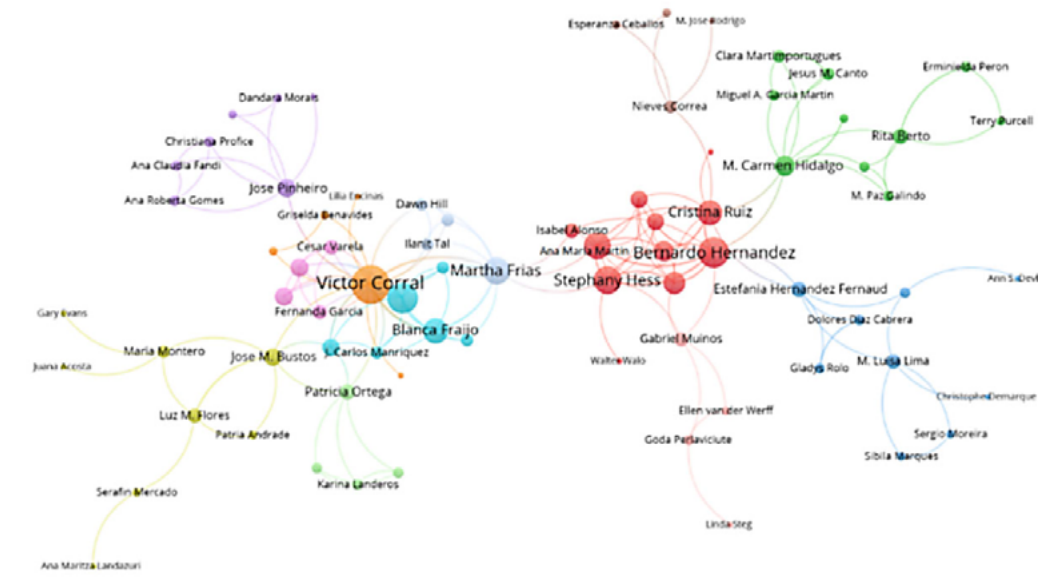 Esperanza Ceballos
M. Jose Rodrigo
Clara Martimportugues
Jesus M. Canto
Erminielda Peron
Miguel A. Garcia Martin
Nieves Correa
Dandara Morais
Terry Purcell
Rita Berto
Christiana Profice
Ana Claudia Fandi
M. Carmen Hidalgo
Jose Pinheiro
Lilia Encinas
M. Paz Galindo
Ana Roberta Gomes
Dawn Hill
Griselda Benavides
Cristina Ruiz
Isabel Alonso
Cesar Varela
Ilanit Tal
Ana Maria Martin
Bernardo Hernandez
Martha Frias
Victor Corral
Stephany Hess
Estefania Hernandez Fernaud
Fernanda Garcia
Gary Evans
Dolores Diaz Cabrera
Blanca Fraijo
Gabriel Muinos
Maria Montero
Jose M. Bustos
J. Carlos Manriquez
Walter Walo
M. Luisa Lima
Juana Acosta
Gladys Rolo
Patricia Ortega
Christophe Demarque
Luz M. Flores
Ellen van der Werff
Patria Andrade
Sergio Moreira
Goda Perlaviciute
Sibila Marques
Karina Landeros
Serafin Mercado
Linda Steg
Ana Maritza Landazuri